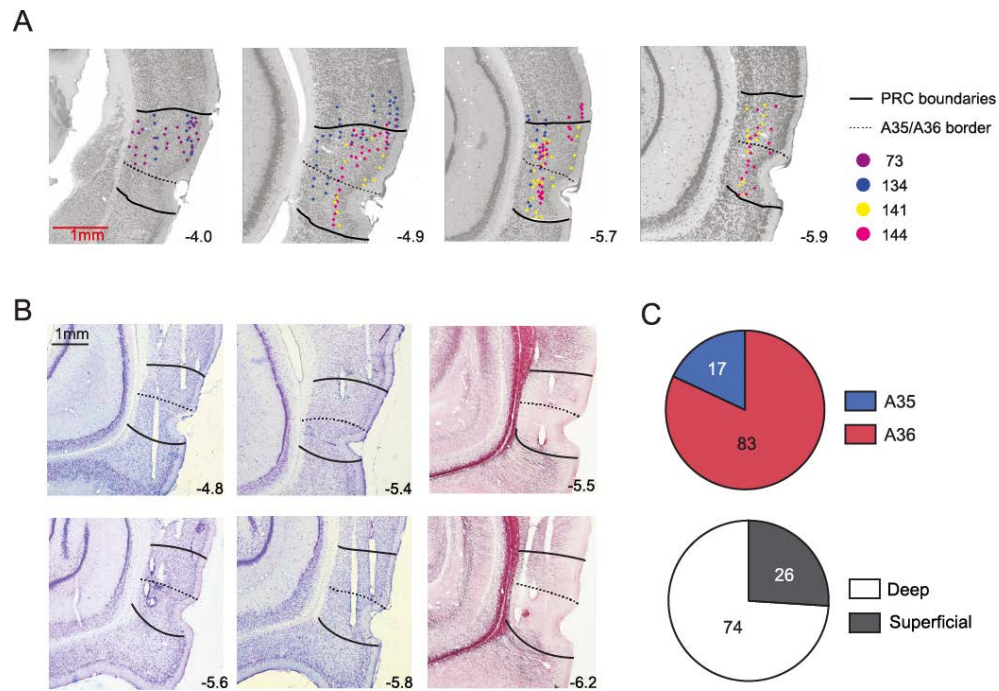 A
PRC boundaries
A35/A36 border
73
134
141
144
1mm
-4.0
-4.9
-5.7
-5.9
B
1mm
-4.8
-5.4
-5.5
-5.6
-5.8
-6.2
C
17
83
A35
A36
26
74
Deep
Superficial